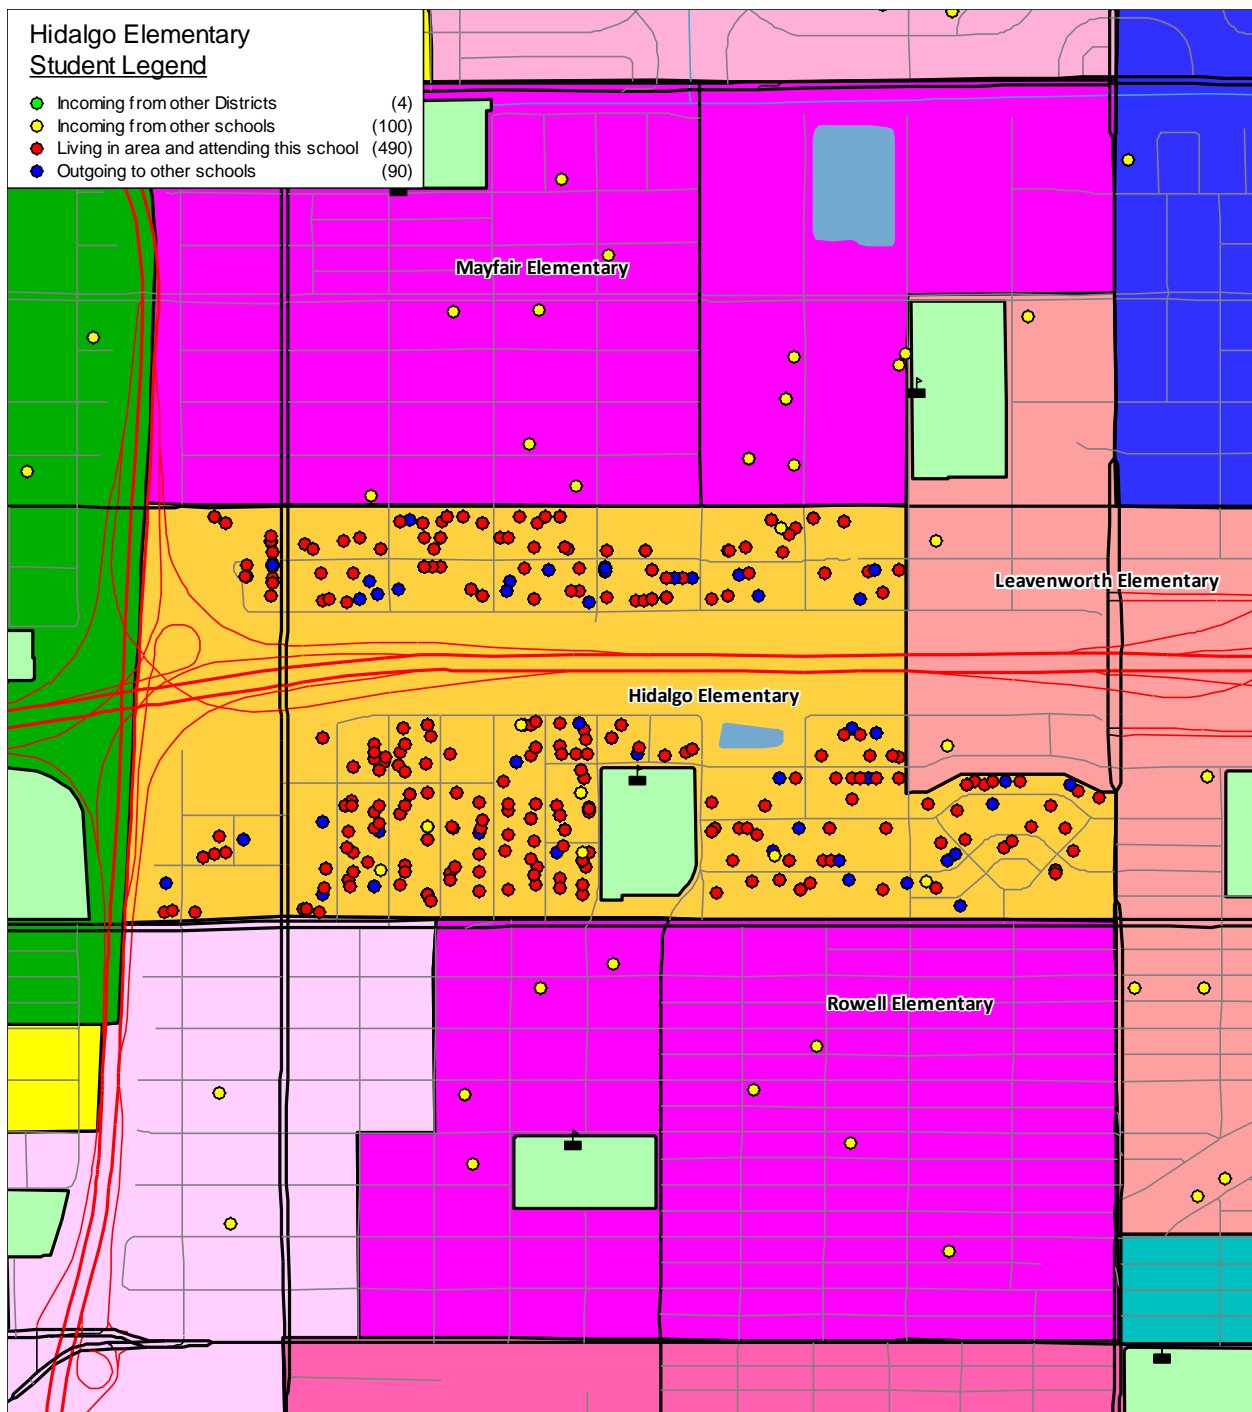 Hidalgo Elementary
Student Legend
Incoming from other Districts (4)
Incoming from other schools (100)
Living in area and attending this school (490)
Outgoing to other schools (90)
Mayfair Elementary
Leavenworth Elementary
Hidalgo Elementary
Rowell Elementary